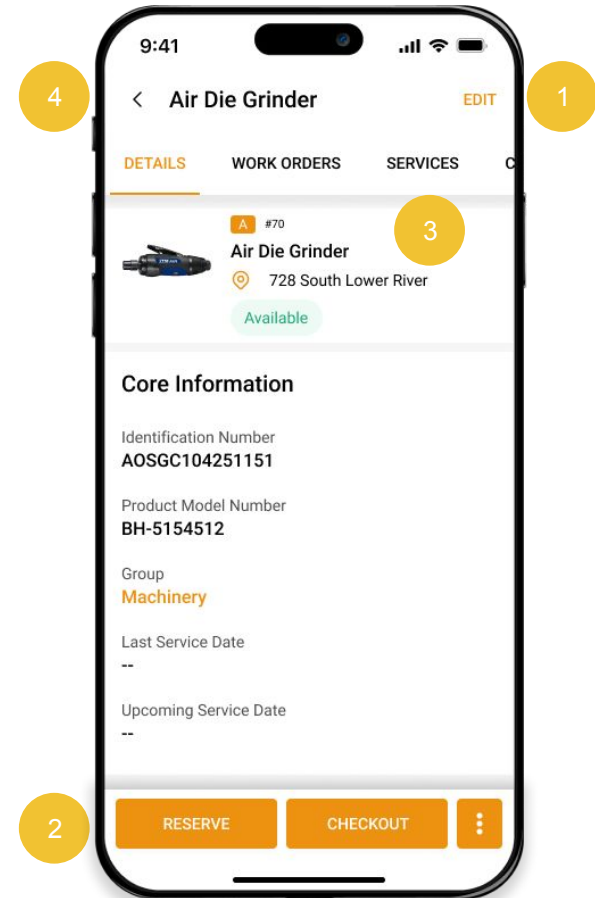 9:41
4
Air Die Grinder
EDIT
1
DETAILS WORK ORDERS SERVICES C
A #70
3
Air Die Grinder
728 South Lower River
Available
Core Information
Identification Number
AOSGC104251151
Product Model Number
BH-5154512
Group
Machinery
Last Service Date
--
Upcoming Service Date
--
2
RESERVE CHECKOUT